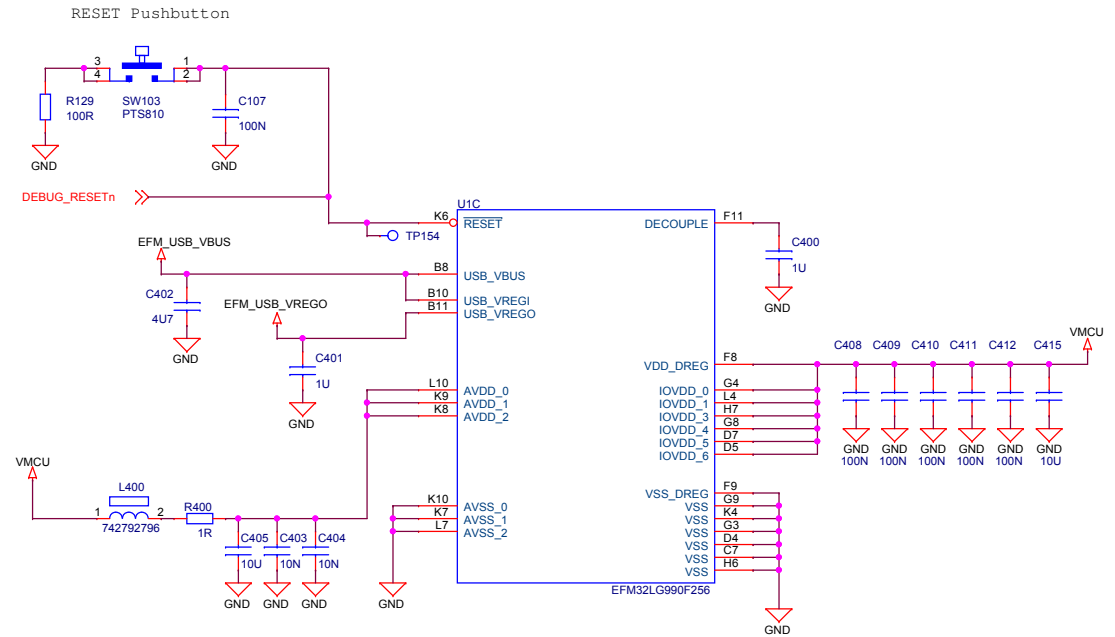 RESET Pushbutton
3 1
4 2
R129 SW103 C107
100R PTS810 100N
GND GND
DEBUG_RESETn
U1C
K6 RESET DECOUPLE F11
TP154
C400
1U
GND
EFM_USB_VBUS
B8 USB_VBUS
C402
4U7
GND
EFM_USB_VREGO
B10 USB_VREGI
B11 USB_VREGO
C401
1U
GND
VMCU
C408 C409 C410 C411 C412 C415
VDD_DREG F8
L10 AVDD_0 IOVDD_0 G4
K9 AVDD_1 IOVDD_1 L4
K8 AVDD_2 IOVDD_3 H7
IOVDD_4 G8
IOVDD_5 D7
IOVDD_6 D5
GND GND GND GND GND GND
100N 100N 100N 100N 100N 10U
VMCU
L400
1 2
742792796
R400
1R
C405 C403 C404
10U 10N 10N
GND GND GND
K10 AVSS_0
K7 AVSS_1
L7 AVSS_2
GND
VSS_DREG F9
VSS G9
VSS K4
VSS G3
VSS D4
VSS C7
VSS H6
EFM32LG990F256
GND